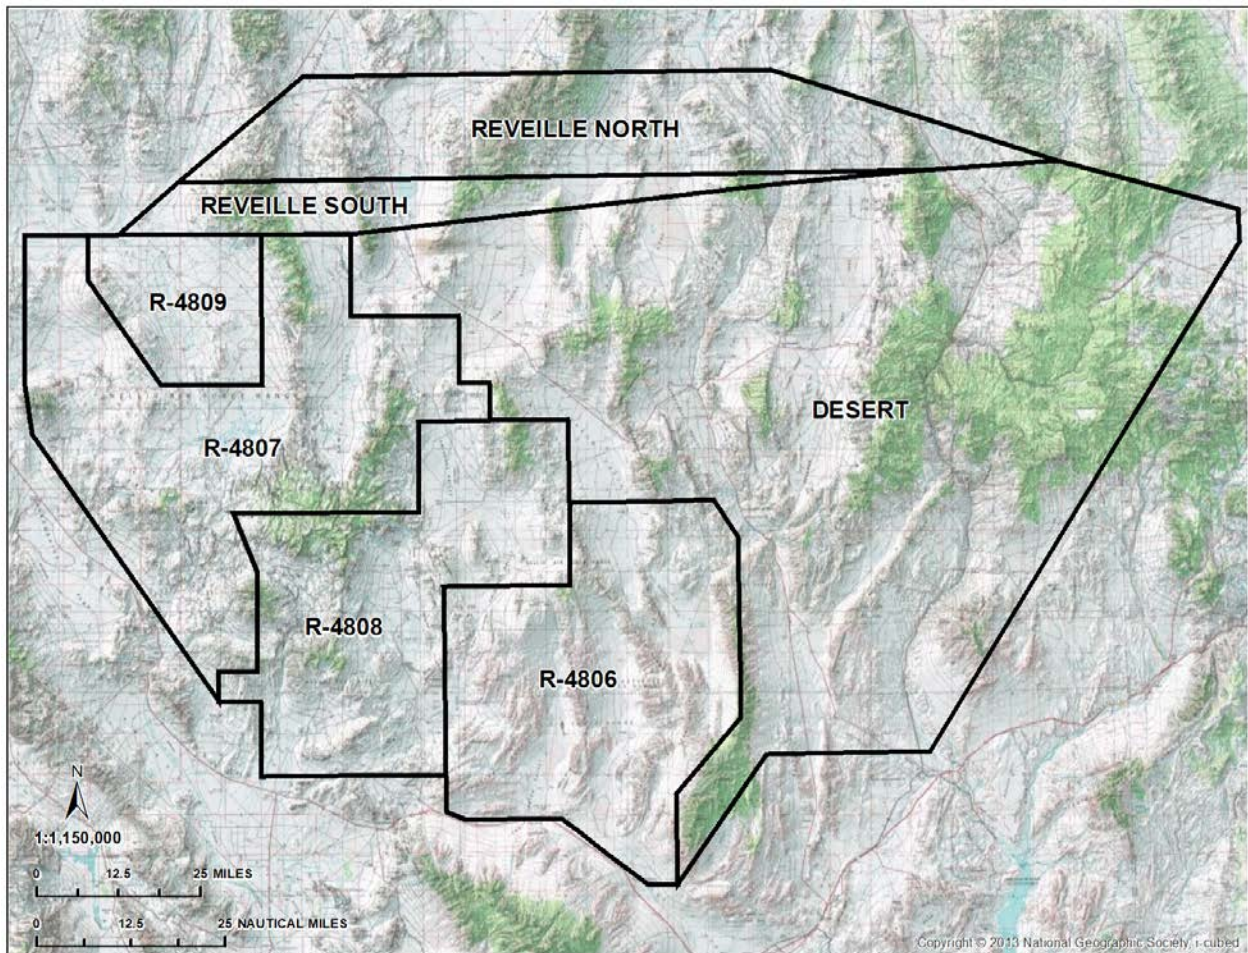 REVEILLE NORTH
REVEILLE SOUTH
R-4809
DESERT
R-4807
R-4808
R-4806
N
1:1,150,000
0 12.5 25 MILES
0 12.5 25 NAUTICAL MILES
Copyright © 2013 National Geographic Society, i-cubed